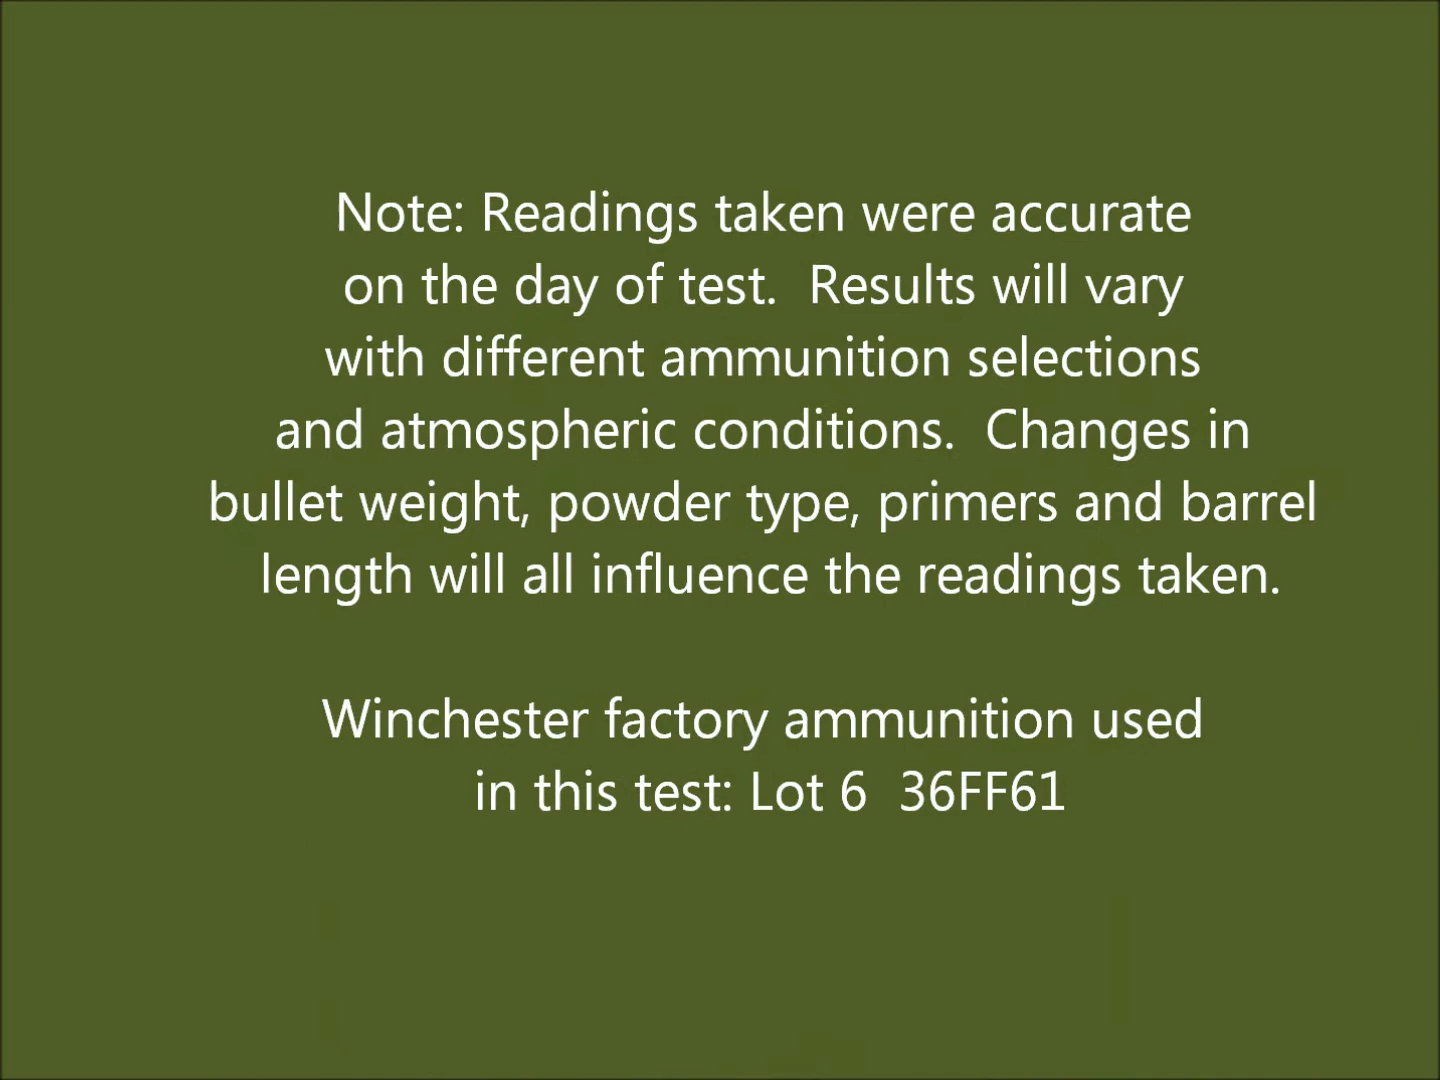 Note: Readings taken were accurate
on the day of test.  Results will vary
with different ammunition selections
and atmospheric conditions.  Changes in
bullet weight, powder type, primers and barrel
length will all influence the readings taken.
Winchester factory ammunition used
in this test: Lot 6  36FF61